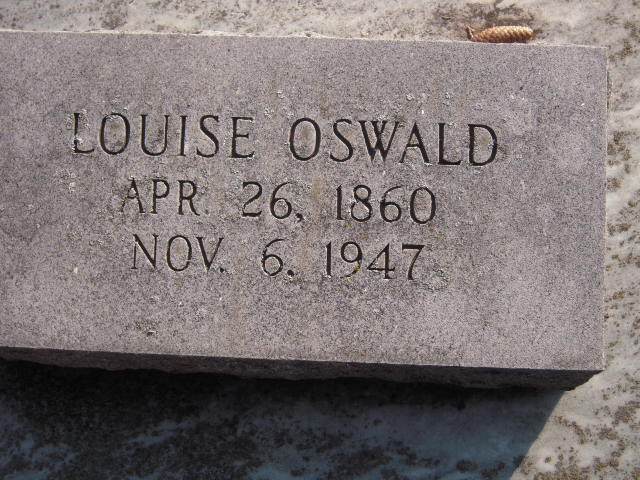 LOUISE OSWALD
APR. 26, 1860
NOV. 6, 1947